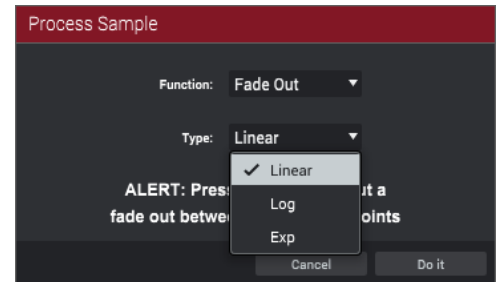 Process Sample
Function: Fade Out
Type: Linear
Linear
ALERT: Pres a
Log
fade out betwe oints
Exp
Cancel Do it